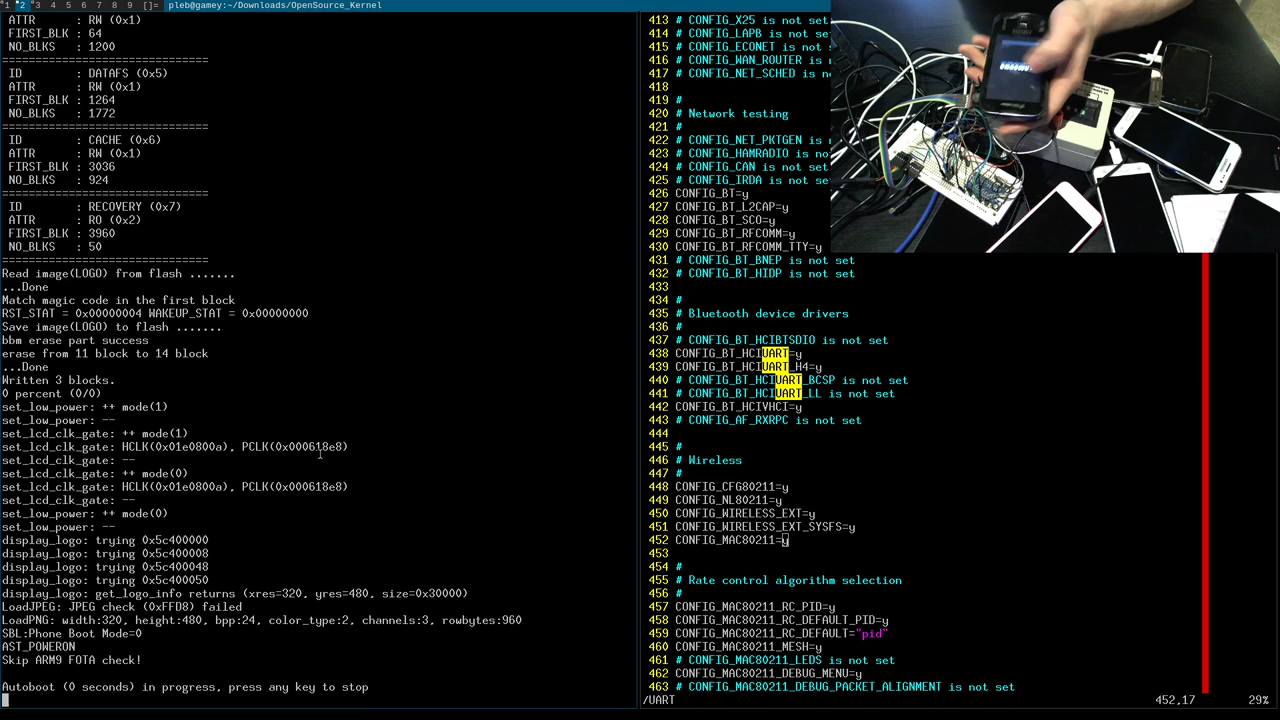 1 2 3 4 5 6 7 8 9 []= pleb@gamey:~/Downloads/OpenSource_Kernel
ATTR : RW (0x1)
FIRST_BLK : 64
NO_BLKS : 1200
===============================
ID : DATAFS (0x5)
ATTR : RW (0x1)
FIRST_BLK : 1264
NO_BLKS : 1772
===============================
ID : CACHE (0x6)
ATTR : RW (0x1)
FIRST_BLK : 3036
NO_BLKS : 924
===============================
ID : RECOVERY (0x7)
ATTR : RO (0x2)
FIRST_BLK : 3960
NO_BLKS : 50
===============================
Read image(LOGO) from flash .......
...Done
Match magic code in the first block
RST_STAT = 0x00000004 WAKEUP_STAT = 0x00000000
Save image(LOGO) to flash .......
bbm erase part success
erase from 11 block to 14 block
...Done
Written 3 blocks.
0 percent (0/0)
set_low_power: ++ mode(1)
set_low_power: --
set_lcd_clk_gate: ++ mode(1)
set_lcd_clk_gate: HCLK(0x01e0800a), PCLK(0x000618e8)
set_lcd_clk_gate: --
set_lcd_clk_gate: ++ mode(0)
set_lcd_clk_gate: HCLK(0x01e0800a), PCLK(0x000618e8)
set_lcd_clk_gate: --
set_low_power: ++ mode(0)
set_low_power: --
display_logo: trying 0x5c400000
display_logo: trying 0x5c400008
display_logo: trying 0x5c400048
display_logo: trying 0x5c400050
display_logo: get_logo_info returns (xres=320, yres=480, size=0x30000)
LoadJPEG: JPEG check (0xFFD8) failed
LoadPNG: width:320, height:480, bpp:24, color_type:2, channels:3, rowbytes:960
SBL:Phone Boot Mode=0
AST_POWERON
Skip ARM9 FOTA check!
Autoboot (0 seconds) in progress, press any key to stop
413 # CONFIG_X25 is not set
414 # CONFIG_LAPB is not set
415 # CONFIG_ECONET is not
416 # CONFIG_WAN_ROUTER is
417 # CONFIG_NET_SCHED is
418
419 #
420 # Network testing
421 #
422 # CONFIG_NET_PKTGEN is
423 # CONFIG_HAMRADIO is no
424 # CONFIG_CAN is not set
425 # CONFIG_IRDA is not set
426 CONFIG_BT=y
427 CONFIG_BT_L2CAP=y
428 CONFIG_BT_SCO=y
429 CONFIG_BT_RFCOMM=y
430 CONFIG_BT_RFCOMM_TTY=y
431 # CONFIG_BT_BNEP is not set
432 # CONFIG_BT_HIDP is not set
433
434 #
435 # Bluetooth device drivers
436 #
437 # CONFIG_BT_HCIBTSDIO is not set
438 CONFIG_BT_HCIUART=y
439 CONFIG_BT_HCIUART_H4=y
440 # CONFIG_BT_HCIUART_BCSP is not set
441 # CONFIG_BT_HCIUART_LL is not set
442 CONFIG_BT_HCIVHCI=y
443 # CONFIG_AF_RXRPC is not set
444
445 #
446 # Wireless
447 #
448 CONFIG_CFG80211=y
449 CONFIG_NL80211=y
450 CONFIG_WIRELESS_EXT=y
451 CONFIG_WIRELESS_EXT_SYSFS=y
452 CONFIG_MAC80211=y
453
454 #
455 # Rate control algorithm selection
456 #
457 CONFIG_MAC80211_RC_PID=y
458 CONFIG_MAC80211_RC_DEFAULT_PID=y
459 CONFIG_MAC80211_RC_DEFAULT="pid"
460 CONFIG_MAC80211_MESH=y
461 # CONFIG_MAC80211_LEDS is not set
462 CONFIG_MAC80211_DEBUG_MENU=y
463 # CONFIG_MAC80211_DEBUG_PACKET_ALIGNMENT is not set
/UART 452,17 29%